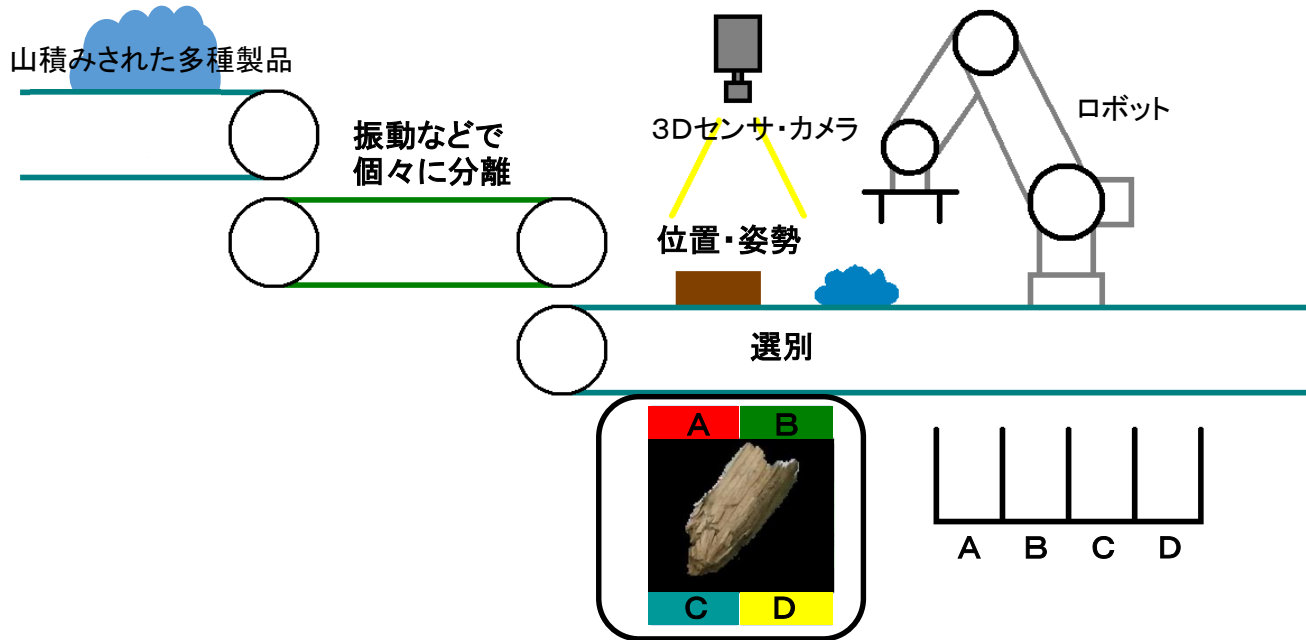 山積みされた多種製品
振動などで
個々に分離
3Dセンサ・カメラ
ロボット
位置・姿勢
選別
A B
C D
A B C D